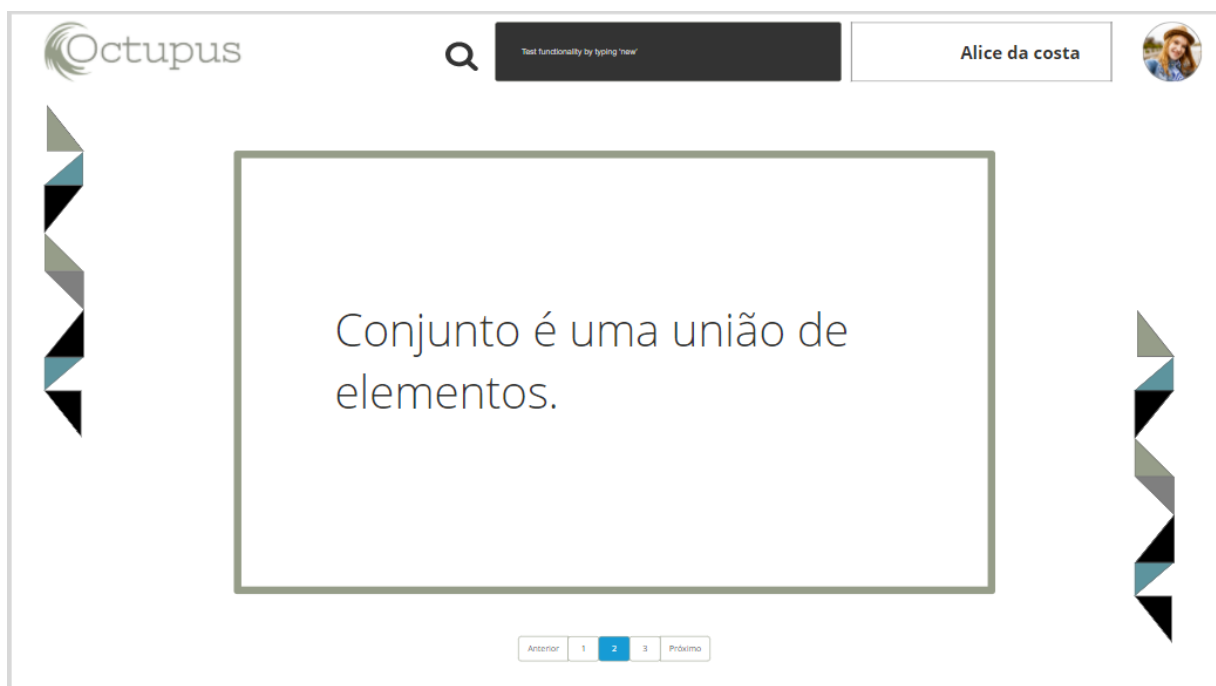 Octupus
Test functionality by typing 'new'
Alice da costa
Conjunto é uma união de
elementos.
Anterior 1 2 3 Próximo